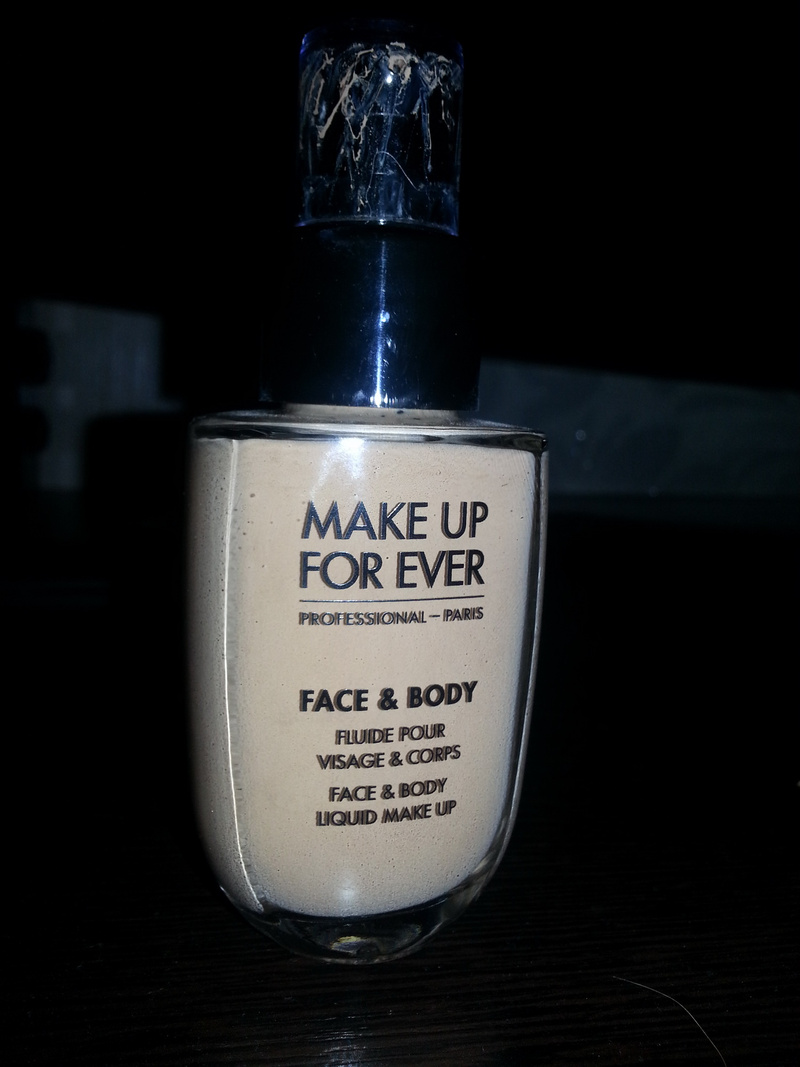 MAKE UP
FOR EVER
PROFESSIONAL – PARIS
FACE & BODY
FLUIDE POUR
VISAGE & CORPS
FACE & BODY
LIQUID MAKE UP